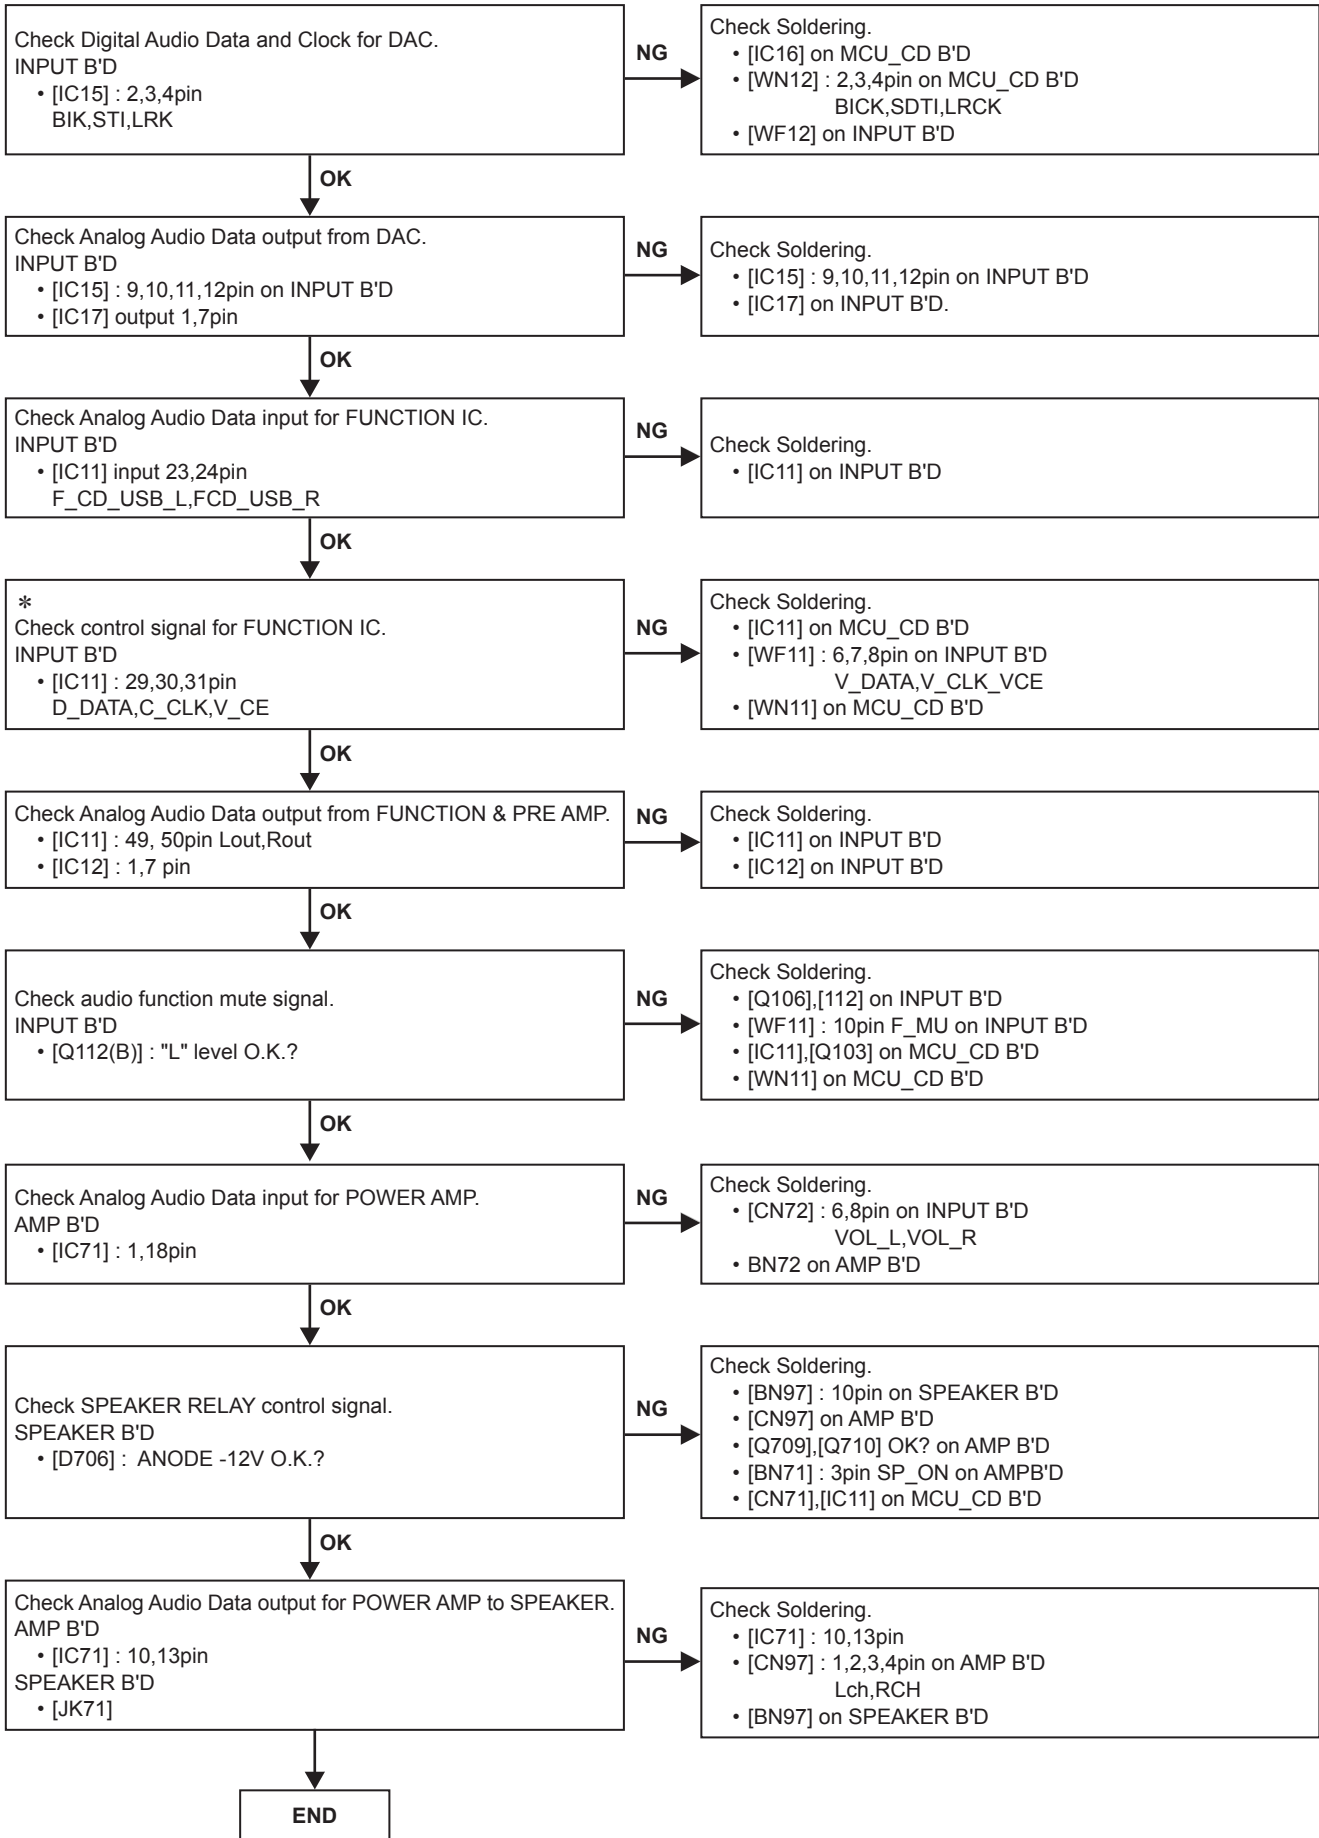 Check Digital Audio Data and Clock for DAC.
INPUT B'D
• [IC15] : 2,3,4pin
BIK,STI,LRK
NG
Check Soldering.
• [IC16] on MCU_CD B'D
• [WN12] : 2,3,4pin on MCU_CD B'D
BICK,SDTI,LRCK
• [WF12] on INPUT B'D
OK
Check Analog Audio Data output from DAC.
INPUT B'D
• [IC15] : 9,10,11,12pin on INPUT B'D
• [IC17] output 1,7pin
NG
Check Soldering.
• [IC15] : 9,10,11,12pin on INPUT B'D
• [IC17] on INPUT B'D.
OK
Check Analog Audio Data input for FUNCTION IC.
INPUT B'D
• [IC11] input 23,24pin
F_CD_USB_L,FCD_USB_R
NG
Check Soldering.
• [IC11] on INPUT B'D
OK
*
Check control signal for FUNCTION IC.
INPUT B'D
• [IC11] : 29,30,31pin
D_DATA,C_CLK,V_CE
NG
Check Soldering.
• [IC11] on MCU_CD B'D
• [WF11] : 6,7,8pin on INPUT B'D
V_DATA,V_CLK_VCE
• [WN11] on MCU_CD B'D
OK
Check Analog Audio Data output from FUNCTION & PRE AMP.
• [IC11] : 49, 50pin Lout,Rout
• [IC12] : 1,7 pin
NG
Check Soldering.
• [IC11] on INPUT B'D
• [IC12] on INPUT B'D
OK
Check audio function mute signal.
INPUT B'D
• [Q112(B)] : "L" level O.K.?
NG
Check Soldering.
• [Q106],[112] on INPUT B'D
• [WF11] : 10pin F_MU on INPUT B'D
• [IC11],[Q103] on MCU_CD B'D
• [WN11] on MCU_CD B'D
OK
Check Analog Audio Data input for POWER AMP.
AMP B'D
• [IC71] : 1,18pin
NG
Check Soldering.
• [CN72] : 6,8pin on INPUT B'D
VOL_L,VOL_R
• BN72 on AMP B'D
OK
Check SPEAKER RELAY control signal.
SPEAKER B'D
• [D706] : ANODE -12V O.K.?
NG
Check Soldering.
• [BN97] : 10pin on SPEAKER B'D
• [CN97] on AMP B'D
• [Q709],[Q710] OK? on AMP B'D
• [BN71] : 3pin SP_ON on AMPB'D
• [CN71],[IC11] on MCU_CD B'D
OK
Check Analog Audio Data output for POWER AMP to SPEAKER.
AMP B'D
• [IC71] : 10,13pin
SPEAKER B'D
• [JK71]
NG
Check Soldering.
• [IC71] : 10,13pin
• [CN97] : 1,2,3,4pin on AMP B'D
Lch,RCH
• [BN97] on SPEAKER B'D
END